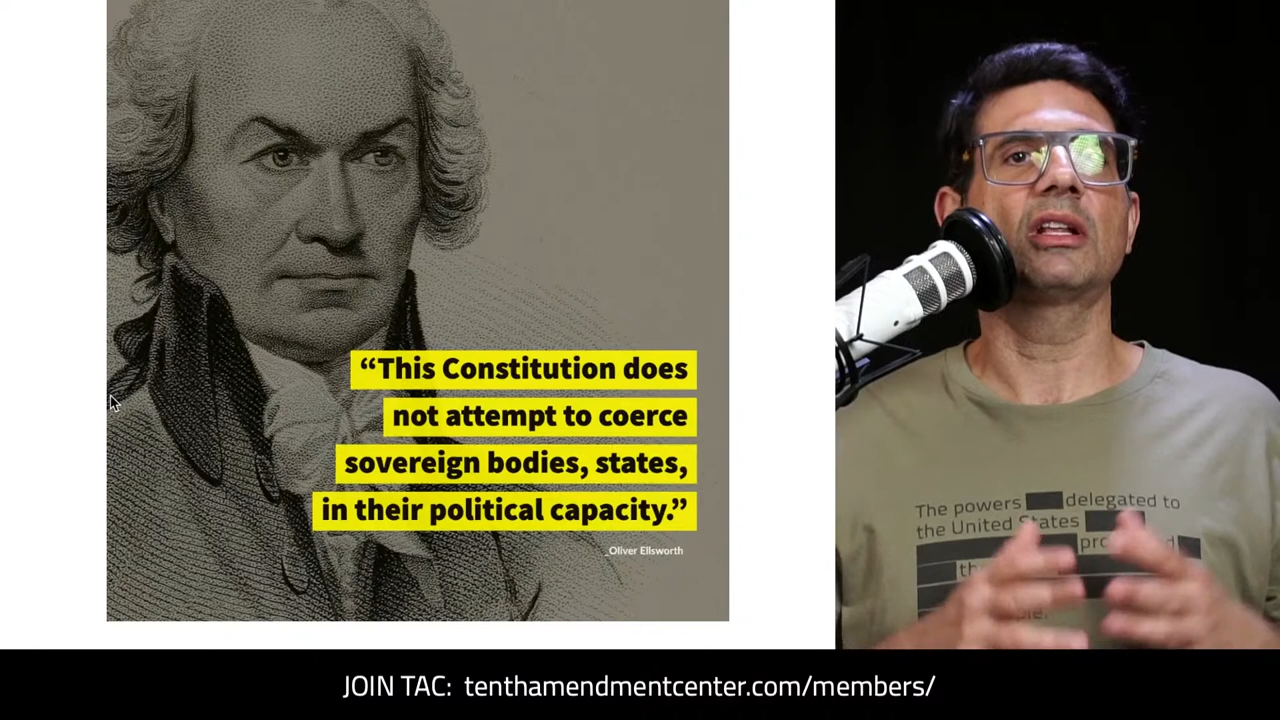 “This Constitution does
not attempt to coerce
sovereign bodies, states,
in their political capacity.”
_Oliver Ellsworth
The powers delegated to
the United States
JOIN TAC: tenthamendmentcenter.com/members/